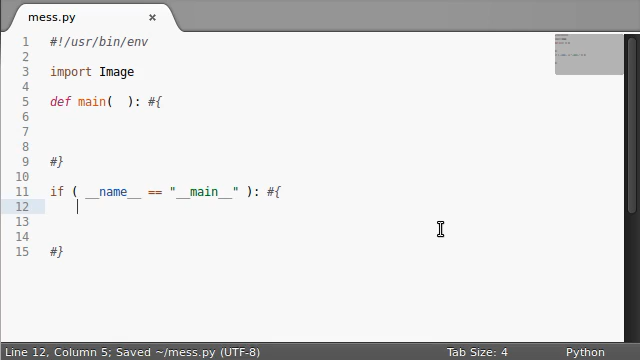 mess.py ×
1 #!/usr/bin/env
2
3 import Image
4
5 def main(  ): #{
6
7
8
9 #}
10
11 if ( __name__ == "__main__" ): #{
12
13
14
15 #}
Line 12, Column 5; Saved ~/mess.py (UTF-8) Tab Size: 4 Python